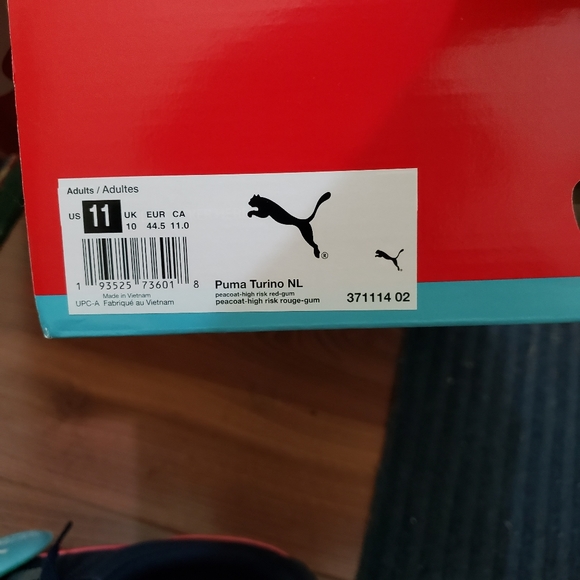 Adults / Adultes
US 11 UK EUR CA
10 44.5 11.0
1 93525 73601 8
Made in Vietnam
UPC-A Fabriqué au Vietnam
®
Puma Turino NL
peacoat-high risk red-gum
peacoat-high risk rouge-gum
371114 02